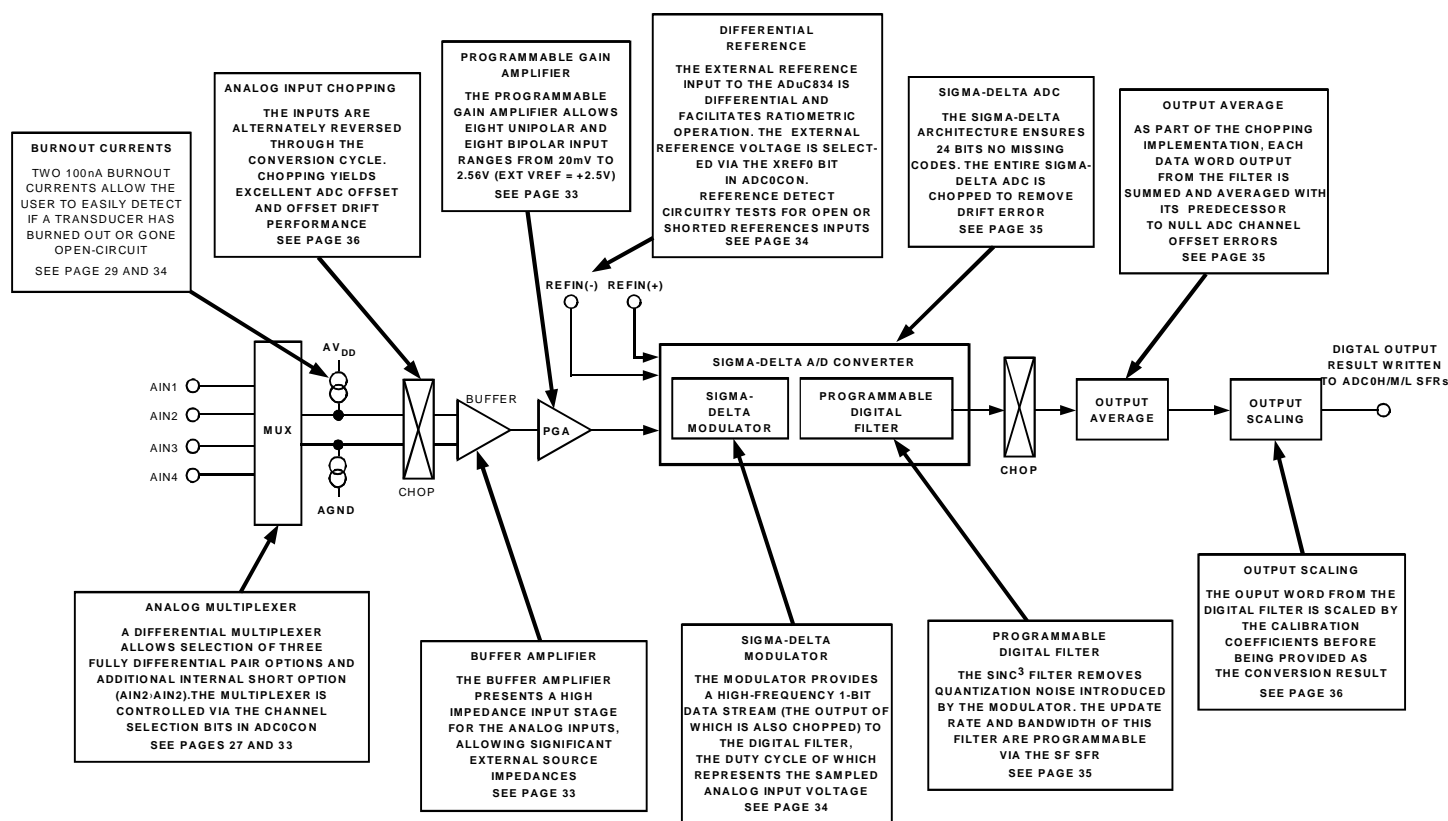 DIFFERENTIAL
REFERENCE
THE EXTERNAL REFERENCE
INPUT TO THE ADuC834 IS
DIFFERENTIAL AND
FACILITATES RATIOMETRIC
OPERATION. THE EXTERNAL
REFERENCE VOLTAGE IS SELECT-
ED VIA THE XREF0 BIT
IN ADC0CON.
REFERENCE DETECT
CIRCUITRY TESTS FOR OPEN OR
SHORTED REFERENCES INPUTS
SEE PAGE 34
PROGRAMMABLE GAIN
AMPLIFIER
THE PROGRAMMABLE
GAIN AMPLIFIER ALLOWS
EIGHT UNIPOLAR AND
EIGHT BIPOLAR INPUT
RANGES FROM 20mV TO
2.56V (EXT VREF = +2.5V)
SEE PAGE 33
ANALOG INPUT CHOPPING
THE INPUTS ARE
ALTERNATELY REVERSED
THROUGH THE
CONVERSION CYCLE.
CHOPPING YIELDS
EXCELLENT ADC OFFSET
AND OFFSET DRIFT
PERFORMANCE
SEE PAGE 36
SIGMA-DELTA ADC
THE SIGMA-DELTA
ARCHITECTURE ENSURES
24 BITS NO MISSING
CODES. THE ENTIRE SIGMA-
DELTA ADC IS
CHOPPED TO REMOVE
DRIFT ERROR
SEE PAGE 35
OUTPUT AVERAGE
AS PART OF THE CHOPPING
IMPLEMENTATION, EACH
DATA WORD OUTPUT
FROM THE FILTER IS
SUMMED AND AVERAGED WITH
ITS PREDECESSOR
TO NULL ADC CHANNEL
OFFSET ERRORS
SEE PAGE 35
BURNOUT CURRENTS
TWO 100nA BURNOUT
CURRENTS ALLOW THE
USER TO EASILY DETECT
IF A TRANSDUCER HAS
BURNED OUT OR GONE
OPEN-CIRCUIT
SEE PAGE 29 AND 34
REFIN(-) REFIN(+)
AVDD
AIN1
AIN2
AIN3
AIN4
MUX
AGND
CHOP
BUFFER
PGA
SIGMA-DELTA A/D CONVERTER
SIGMA-
DELTA
MODULATOR
PROGRAMMABLE
DIGITAL
FILTER
CHOP
OUTPUT
AVERAGE
OUTPUT
SCALING
DIGTAL OUTPUT
RESULT WRITTEN
TO ADC0H/M/L SFRs
ANALOG MULTIPLEXER
A DIFFERENTIAL MULTIPLEXER
ALLOWS SELECTION OF THREE
FULLY DIFFERENTIAL PAIR OPTIONS AND
ADDITIONAL INTERNAL SHORT OPTION
(AIN2›AIN2).THE MULTIPLEXER IS
CONTROLLED VIA THE CHANNEL
SELECTION BITS IN ADC0CON
SEE PAGES 27 AND 33
BUFFER AMPLIFIER
THE BUFFER AMPLIFIER
PRESENTS A HIGH
IMPEDANCE INPUT STAGE
FOR THE ANALOG INPUTS,
ALLOWING SIGNIFICANT
EXTERNAL SOURCE
IMPEDANCES
SEE PAGE 33
SIGMA-DELTA
MODULATOR
THE MODULATOR PROVIDES
A HIGH-FREQUENCY 1-BIT
DATA STREAM (THE OUTPUT OF
WHICH IS ALSO CHOPPED) TO
THE DIGITAL FILTER,
THE DUTY CYCLE OF WHICH
REPRESENTS THE SAMPLED
ANALOG INPUT VOLTAGE
SEE PAGE 34
PROGRAMMABLE
DIGITAL FILTER
THE SINC3 FILTER REMOVES
QUANTIZATION NOISE INTRODUCED
BY THE MODULATOR. THE UPDATE
RATE AND BANDWIDTH OF THIS
FILTER ARE PROGRAMMABLE
VIA THE SF SFR
SEE PAGE 35
OUTPUT SCALING
THE OUPUT WORD FROM THE
DIGITAL FILTER IS SCALED BY
THE CALIBRATION
COEFFICIENTS BEFORE
BEING PROVIDED AS
THE CONVERSION RESULT
SEE PAGE 36